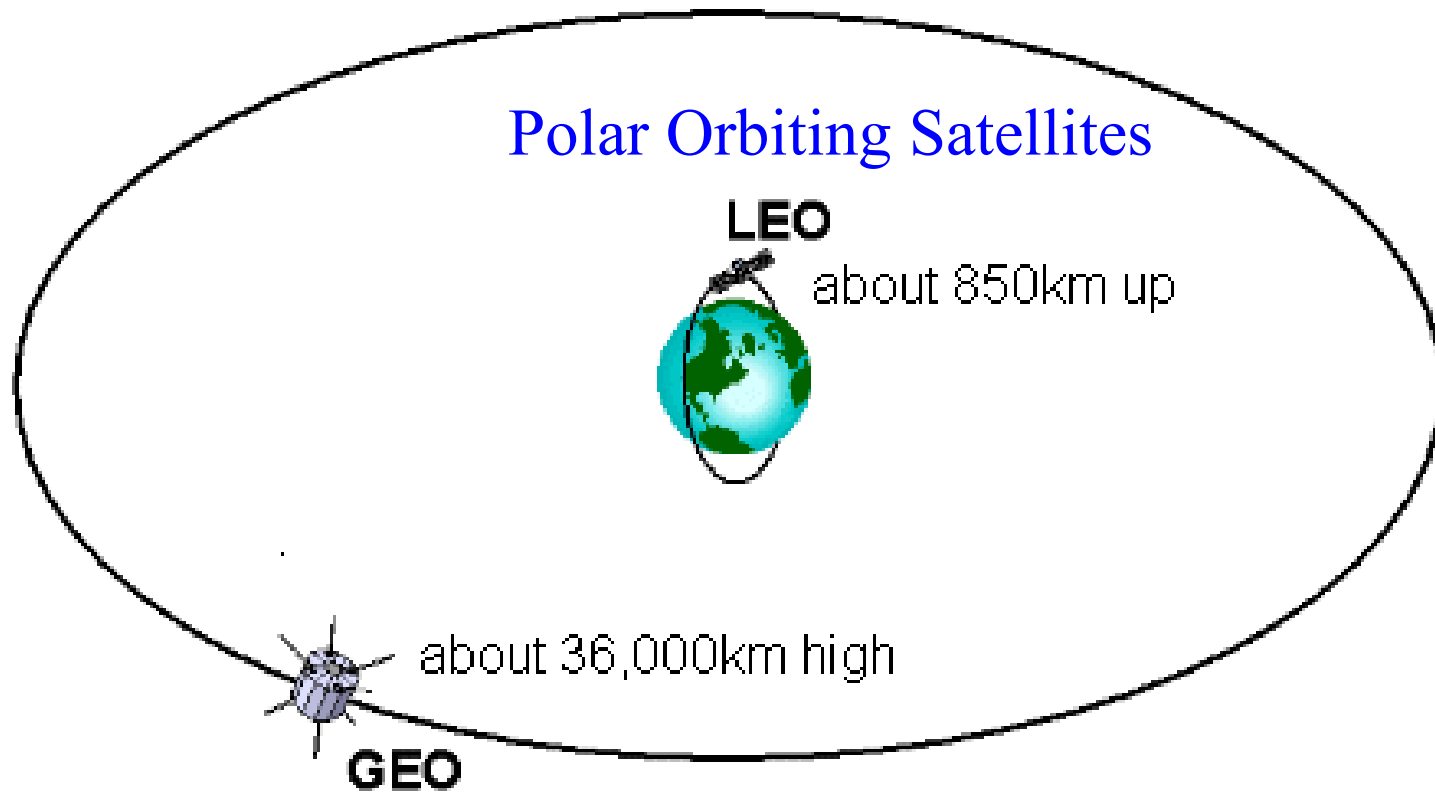 Polar Orbiting Satellites
LEO
about 850km up
about 36,000km high
GEO